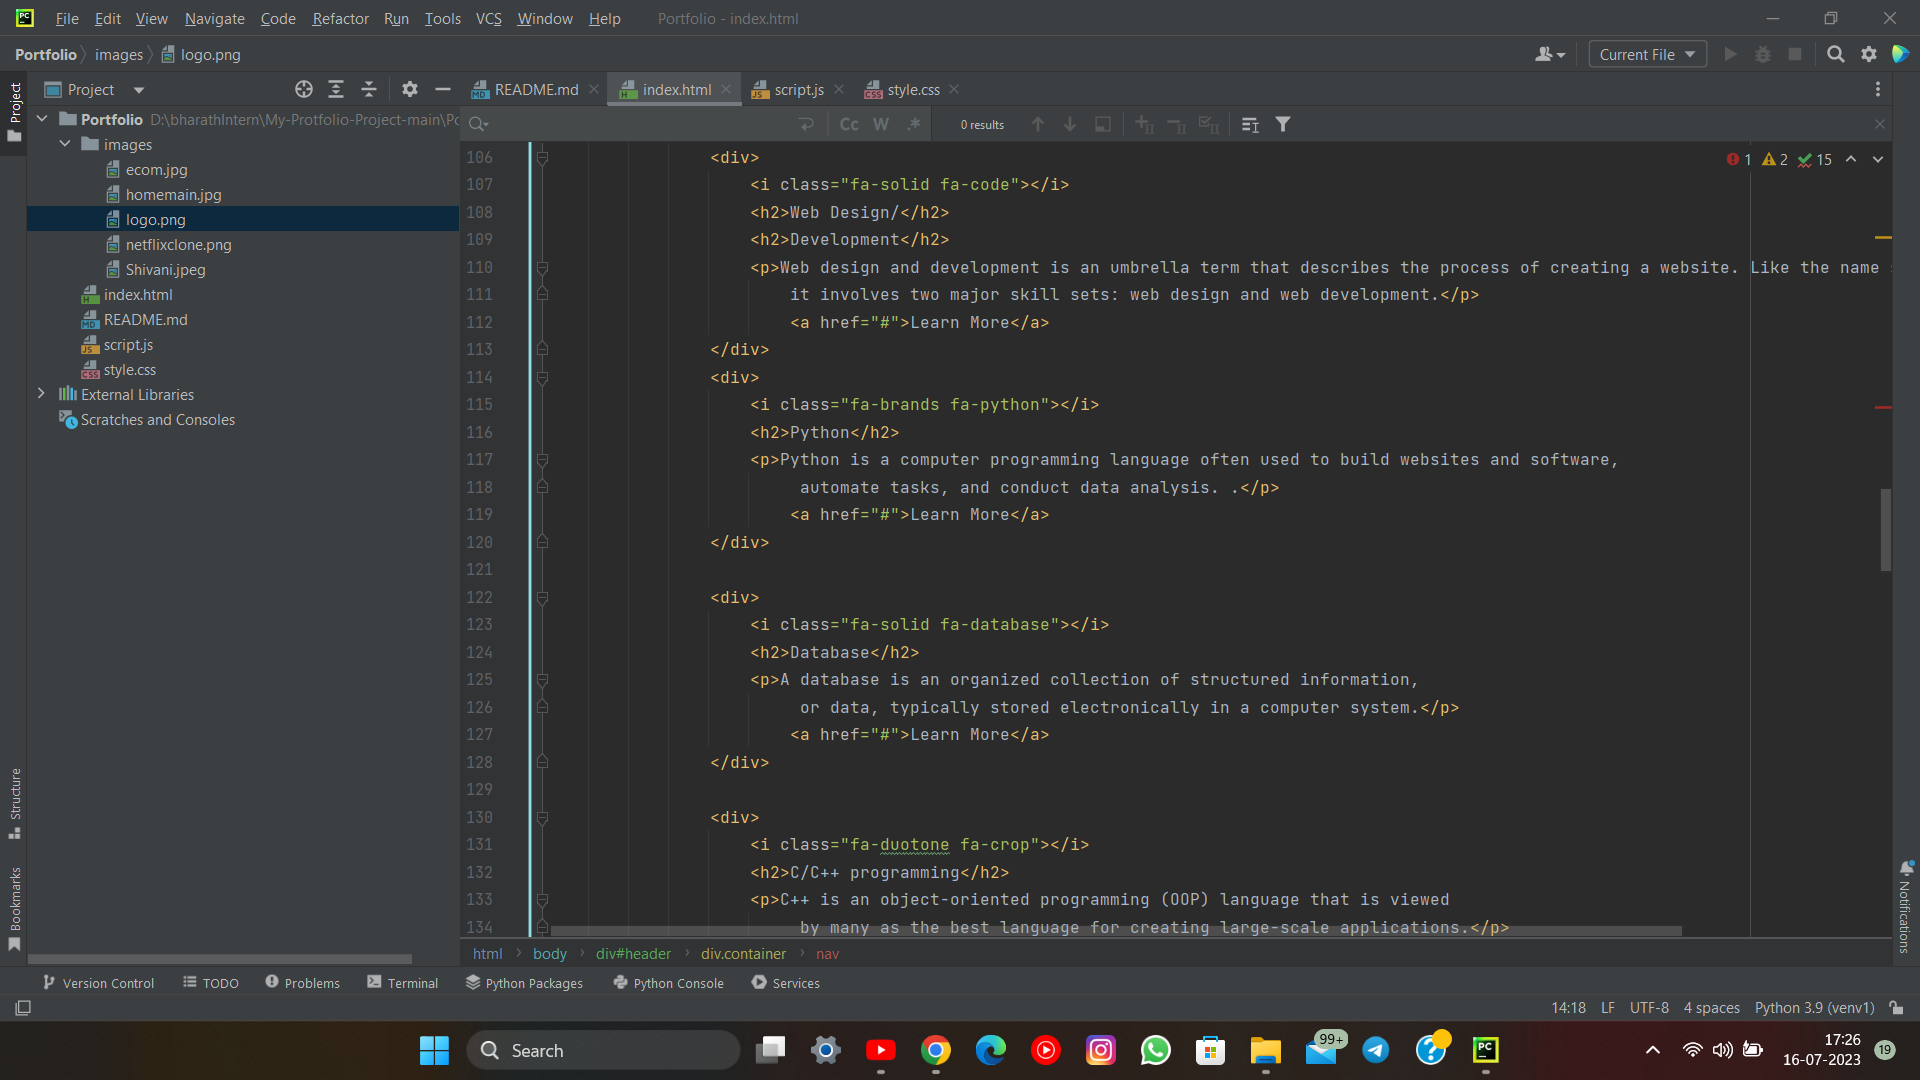 File Edit View Navigate Code Refactor Run Tools VCS Window Help Portfolio - index.html
Portfolio images logo.png Current File
Project README.md index.html script.js style.css
Project
Portfolio D:\bharathIntern\My-Protfolio-Project-main\Po
images
ecom.jpg
homemain.jpg
logo.png
netflixclone.png
Shivani.jpeg
index.html
README.md
script.js
style.css
External Libraries
Scratches and Consoles
Structure
Bookmarks
Cc W .* 0 results
1 2 15
106 <div>
107 <i class="fa-solid fa-code"></i>
108 <h2>Web Design/</h2>
109 <h2>Development</h2>
110 <p>Web design and development is an umbrella term that describes the process of creating a website. Like the name
111 it involves two major skill sets: web design and web development.</p>
112 <a href="#">Learn More</a>
113 </div>
114 <div>
115 <i class="fa-brands fa-python"></i>
116 <h2>Python</h2>
117 <p>Python is a computer programming language often used to build websites and software,
118 automate tasks, and conduct data analysis. .</p>
119 <a href="#">Learn More</a>
120 </div>
121
122 <div>
123 <i class="fa-solid fa-database"></i>
124 <h2>Database</h2>
125 <p>A database is an organized collection of structured information,
126 or data, typically stored electronically in a computer system.</p>
127 <a href="#">Learn More</a>
128 </div>
129
130 <div>
131 <i class="fa-duotone fa-crop"></i>
132 <h2>C/C++ programming</h2>
133 <p>C++ is an object-oriented programming (OOP) language that is viewed
134 by many as the best language for creating large-scale applications.</p>
Notifications
html body div#header div.container nav
Version Control TODO Problems Terminal Python Packages Python Console Services
14:18 LF UTF-8 4 spaces Python 3.9 (venv1)
Search 99+ 17:26
16-07-2023 19